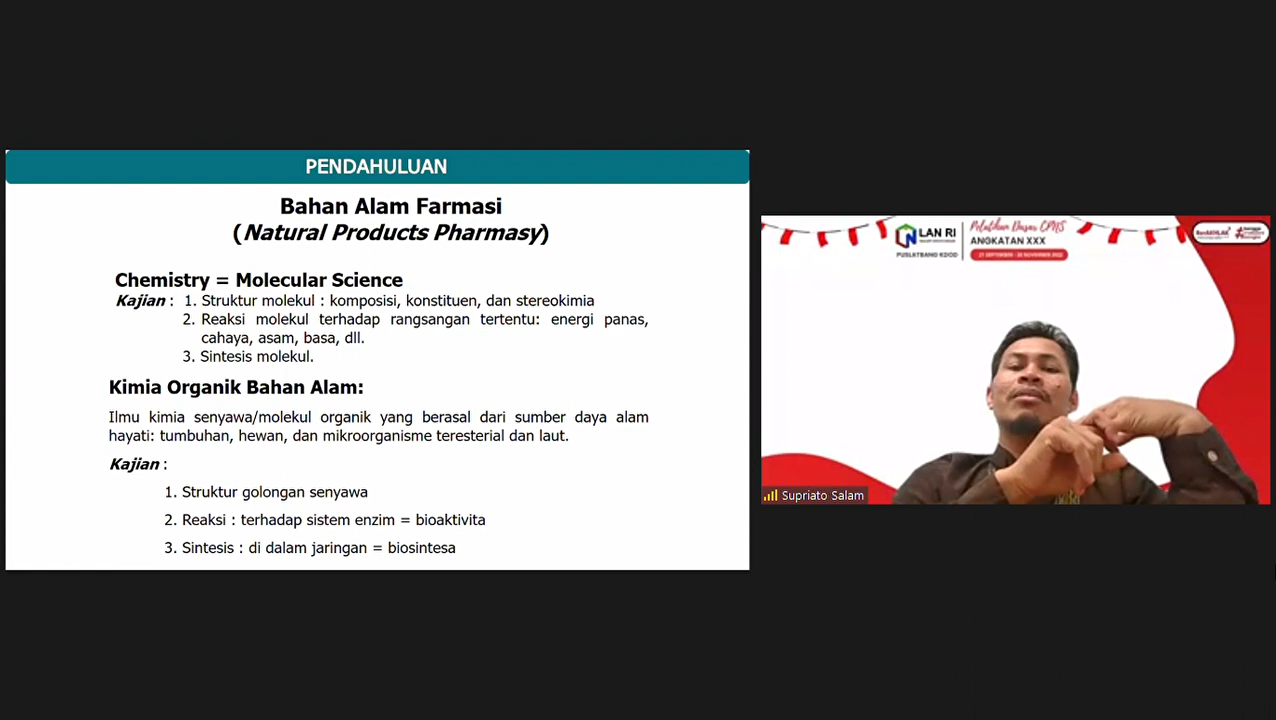 PENDAHULUAN
Bahan Alam Farmasi
(Natural Products Pharmasy)
Chemistry = Molecular Science
Kajian : 1. Struktur molekul : komposisi, konstituen, dan stereokimia
2. Reaksi molekul terhadap rangsangan tertentu: energi panas,
cahaya, asam, basa, dll.
3. Sintesis molekul.
Kimia Organik Bahan Alam:
Ilmu kimia senyawa/molekul organik yang berasal dari sumber daya alam
hayati: tumbuhan, hewan, dan mikroorganisme teresterial dan laut.
Kajian :
1. Struktur golongan senyawa
2. Reaksi : terhadap sistem enzim = bioaktivita
3. Sintesis : di dalam jaringan = biosintesa
LAN RI
PUSLATBANG KDOD
Pelatihan Dasar CPNS
ANGKATAN XXX
Supriato Salam